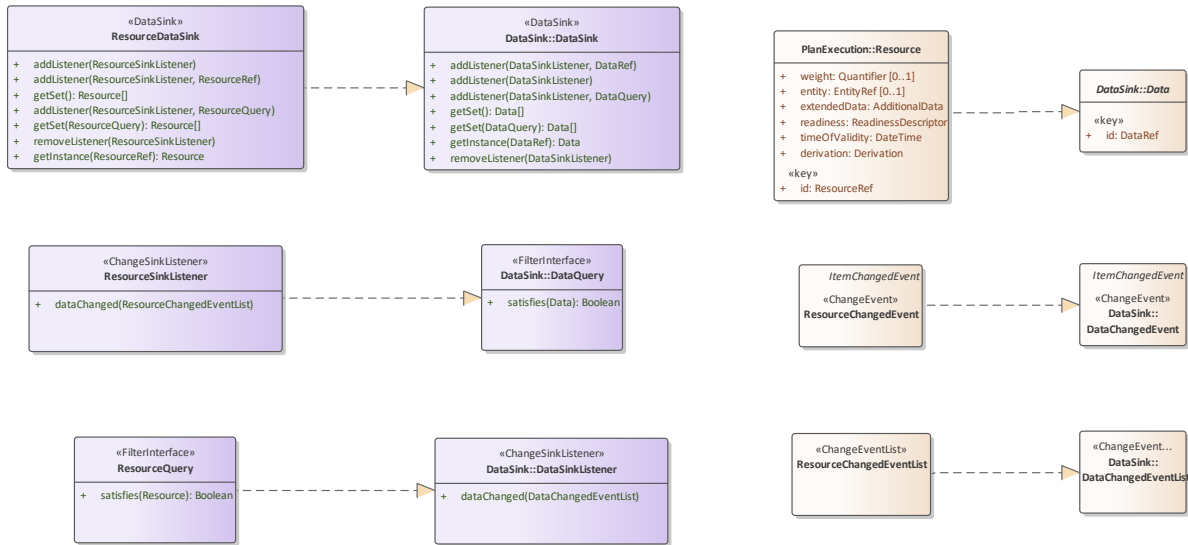 «DataSink»
ResourceDataSink
+ addListener(ResourceSinkListener)
+ addListener(ResourceSinkListener, ResourceRef)
+ getSet(): Resource[]
+ addListener(ResourceSinkListener, ResourceQuery)
+ getSet(ResourceQuery): Resource[]
+ removeListener(ResourceSinkListener)
+ getInstance(ResourceRef): Resource
«DataSink»
DataSink::DataSink
+ addListener(DataSinkListener, DataRef)
+ addListener(DataSinkListener)
+ addListener(DataSinkListener, DataQuery)
+ getSet(): Data[]
+ getSet(DataQuery): Data[]
+ getInstance(DataRef): Data
+ removeListener(DataSinkListener)
PlanExecution::Resource
+ weight: Quantifier [0..1]
+ entity: EntityRef [0..1]
+ extendedData: AdditionalData
+ readiness: ReadinessDescriptor
+ timeOfValidity: DateTime
+ derivation: Derivation
«key»
+ id: ResourceRef
DataSink::Data
«key»
+ id: DataRef
«ChangeSinkListener»
ResourceSinkListener
+ dataChanged(ResourceChangedEventList)
«FilterInterface»
DataSink::DataQuery
+ satisfies(Data): Boolean
ItemChangedEvent
«ChangeEvent»
ResourceChangedEvent
ItemChangedEvent
«ChangeEvent»
DataSink::
DataChangedEvent
«FilterInterface»
ResourceQuery
+ satisfies(Resource): Boolean
«ChangeSinkListener»
DataSink::DataSinkListener
+ dataChanged(DataChangedEventList)
«ChangeEventList»
ResourceChangedEventList
«ChangeEvent...
DataSink::
DataChangedEventList